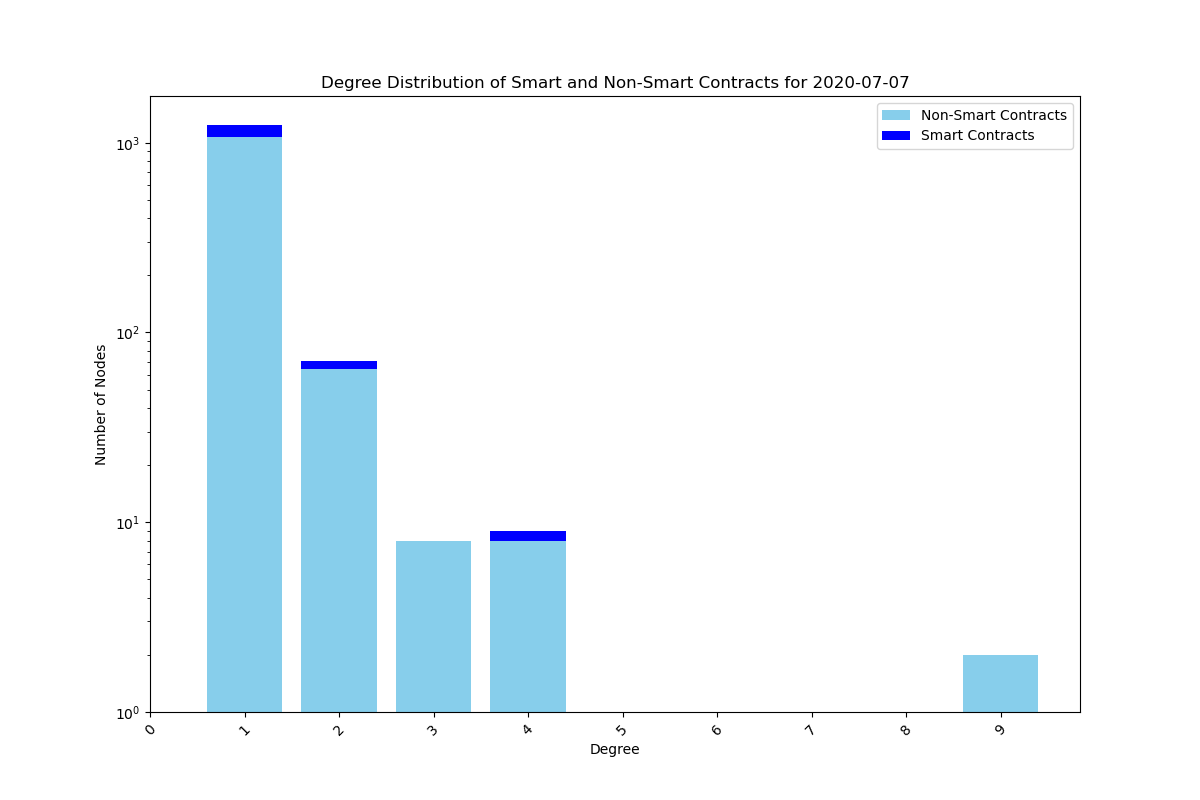 Degree Distribution of Smart and Non-Smart Contracts for 2020-07-07
Non-Smart Contracts
Smart Contracts
10³
10²
10¹
10⁰
Number of Nodes
0 1 2 3 4 5 6 7 8 9
Degree